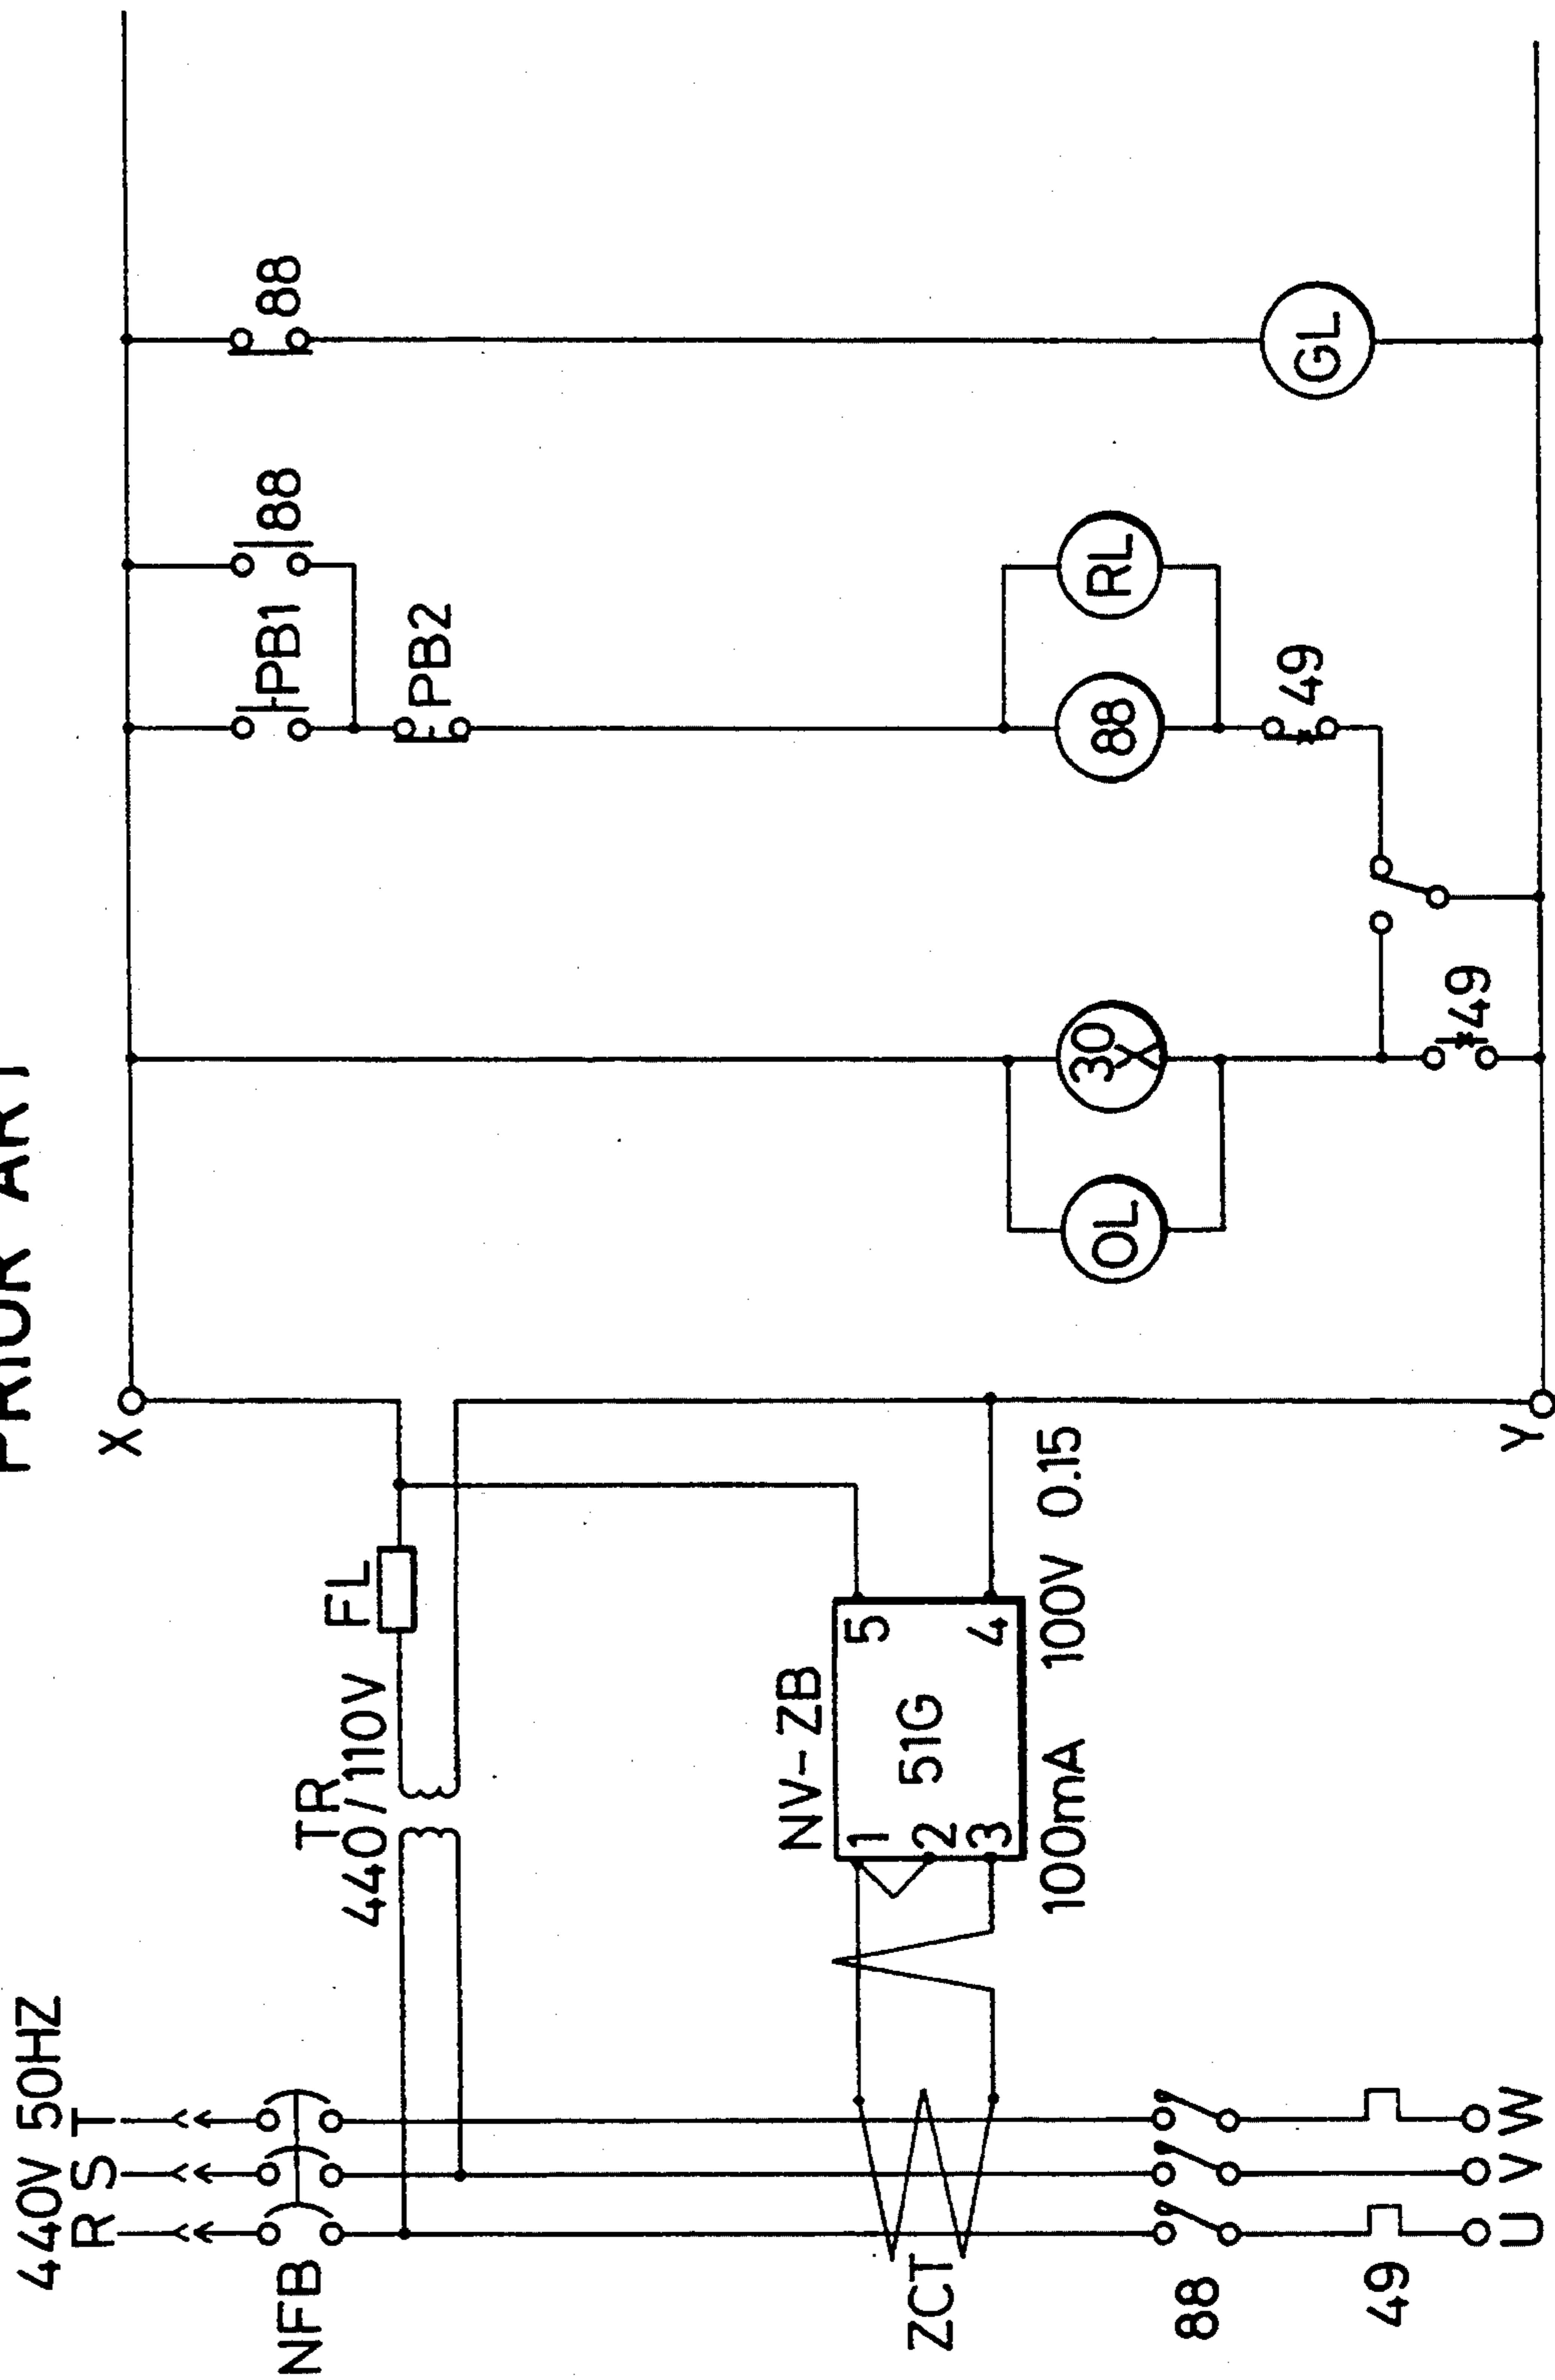 PRIOR ART
440V 50HZ
R S T
NFB
TR
440/110V
FL
X
NV-ZB
1
2
3
51G
5
4
100mA 100V 0.15
ZCT
88
49
U V W
Y
OL
30
X
49
PB1
88
PB2
88
RL
49
88
GL